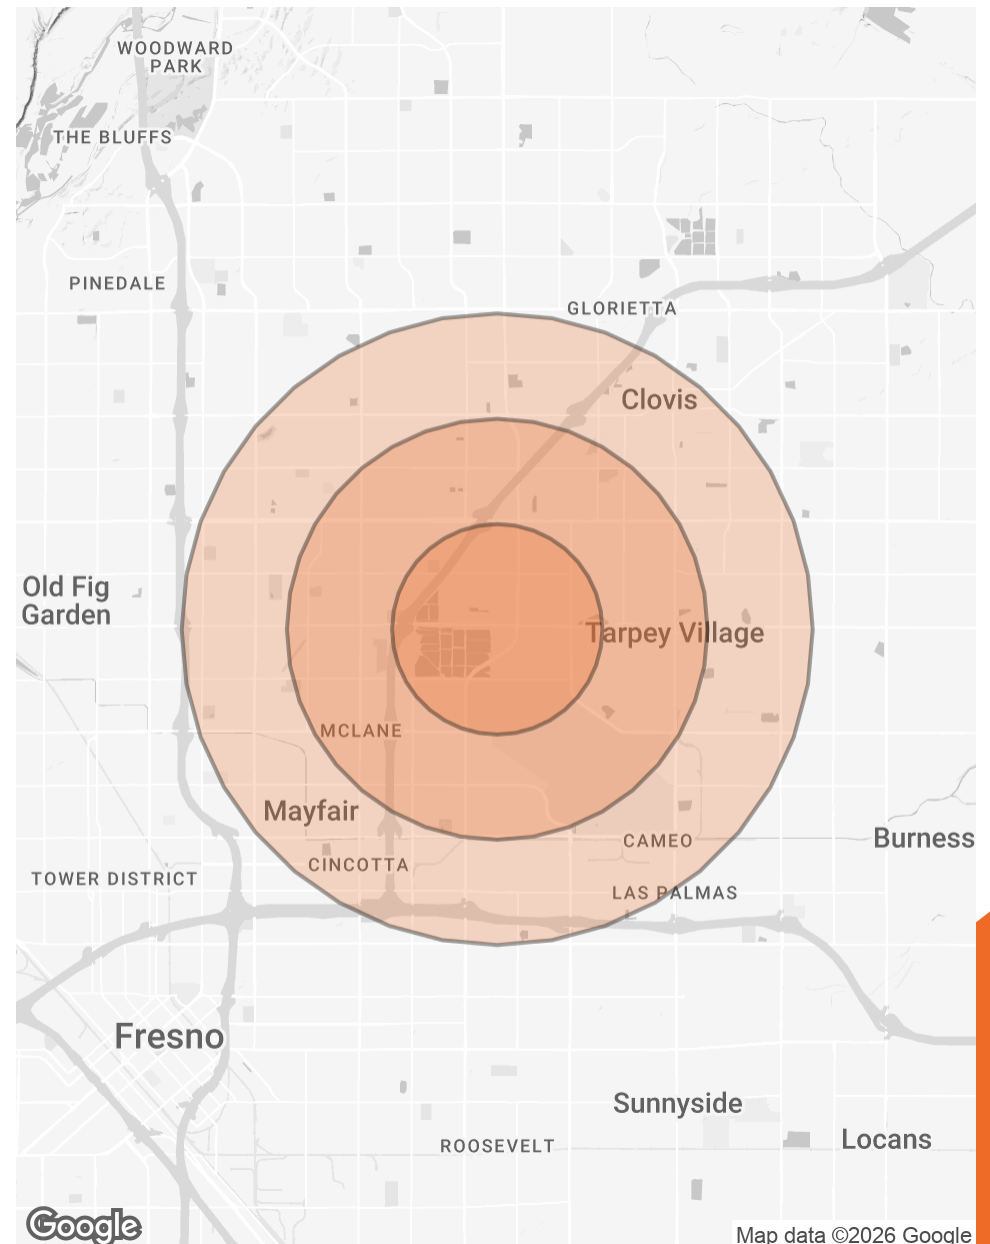 WOODWARD
PARK
THE BLUFFS
PINEDALE
GLORIETTA
Clovis
Old Fig
Garden
Tarpey Village
MCLANE
Mayfair
CAMEO
Burness
CINCOTTA
TOWER DISTRICT
LAS PALMAS
Fresno
Sunnyside
Locans
ROOSEVELT
Google
Map data ©2026 Google